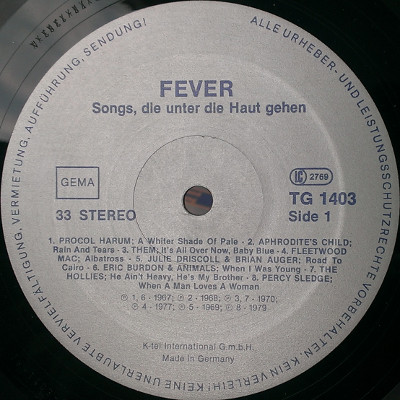 ALLE URHEBER- UND LEISTUNGSSCHUTZRECHTE VORBEHALTEN. KEIN VERLEIH! KEINE UNERLAUBTE VERVIELFÄLTIGUNG, VERMIETUNG, AUFFÜHRUNG, SENDUNG!
FEVER
Songs, die unter die Haut gehen
GEMA
LC 2769
TG 1403
33 STEREO
Side 1
1. PROCOL HARUM; A Whiter Shade Of Pale - 2. APHRODITE'S CHILD;
Rain And Tears - 3. THEM; It's All Over Now, Baby Blue - 4. FLEETWOOD
MAC; Albatross - 5. JULIE DRISCOLL & BRIAN AUGER; Road To
Cairo - 6. ERIC BURDON & ANIMALS; When I Was Young - 7. THE
HOLLIES; He Ain't Heavy, He's My Brother - 8. PERCY SLEDGE;
When A Man Loves A Woman
Ⓟ 1, 6 - 1967; Ⓟ 2 - 1968; Ⓟ 3, 7 - 1970;
Ⓟ 4 - 1977; Ⓟ 5 - 1969; Ⓟ 8 - 1979
K-tel International G.m.b.H.
Made in Germany